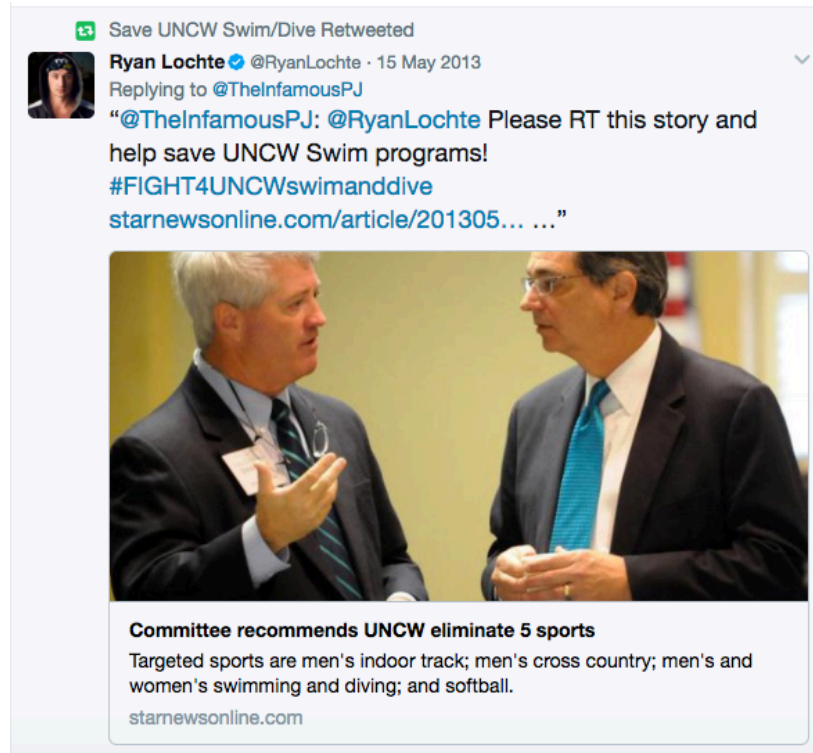 Save UNCW Swim/Dive Retweeted
Ryan Lochte @RyanLochte · 15 May 2013
Replying to @TheInfamousPJ
“@TheInfamousPJ: @RyanLochte Please RT this story and
help save UNCW Swim programs!
#FIGHT4UNCWswimanddive
starnewsonline.com/article/201305… …”
Committee recommends UNCW eliminate 5 sports
Targeted sports are men's indoor track; men's cross country; men's and
women's swimming and diving; and softball.
starnewsonline.com